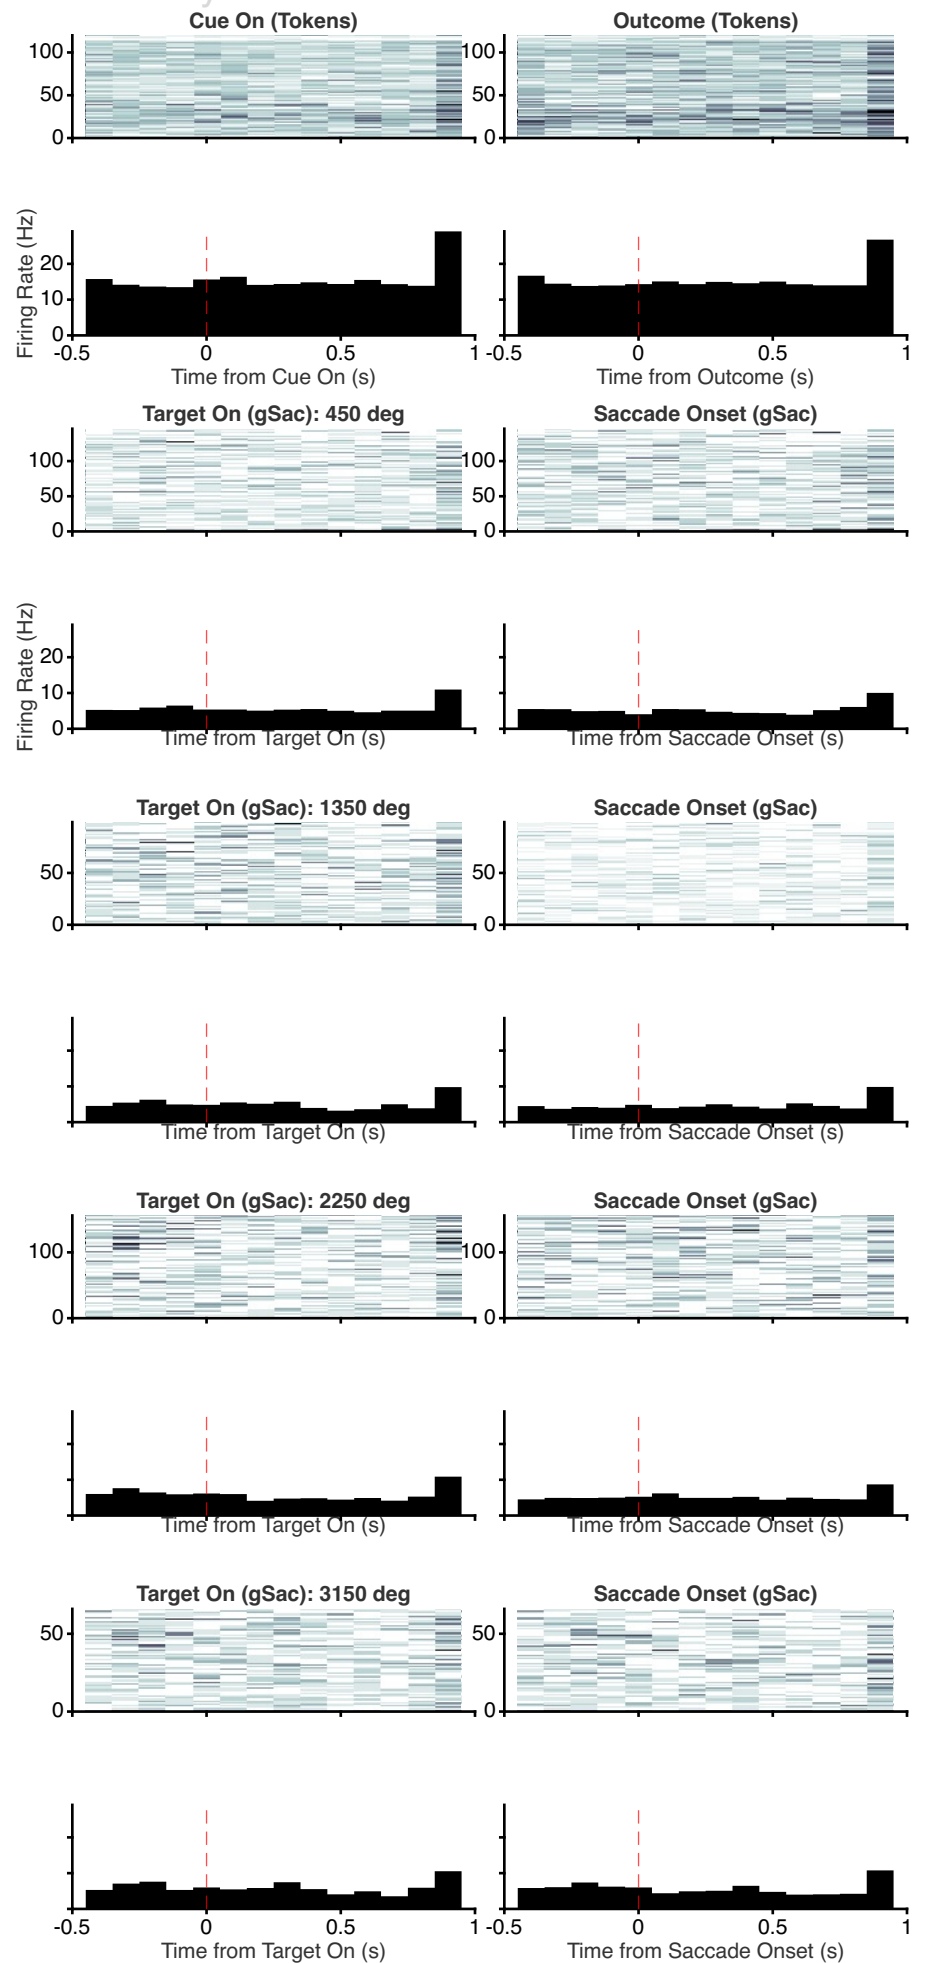 Cue On (Tokens) Outcome (Tokens)
100 100
50 50
0 0
Firing Rate (Hz)
20
10
0
-0.5 0 0.5 1 -0.5 0 0.5 1
Time from Cue On (s) Time from Outcome (s)
Target On (gSac): 450 deg Saccade Onset (gSac)
100 100
50 50
0 0
Firing Rate (Hz)
20
10
0
Time from Target On (s) Time from Saccade Onset (s)
Target On (gSac): 1350 deg Saccade Onset (gSac)
50 50
0 0
Time from Target On (s) Time from Saccade Onset (s)
Target On (gSac): 2250 deg Saccade Onset (gSac)
100 100
0 0
Time from Target On (s) Time from Saccade Onset (s)
Target On (gSac): 3150 deg Saccade Onset (gSac)
50 50
0 0
-0.5 0 0.5 1 -0.5 0 0.5 1
Time from Target On (s) Time from Saccade Onset (s)